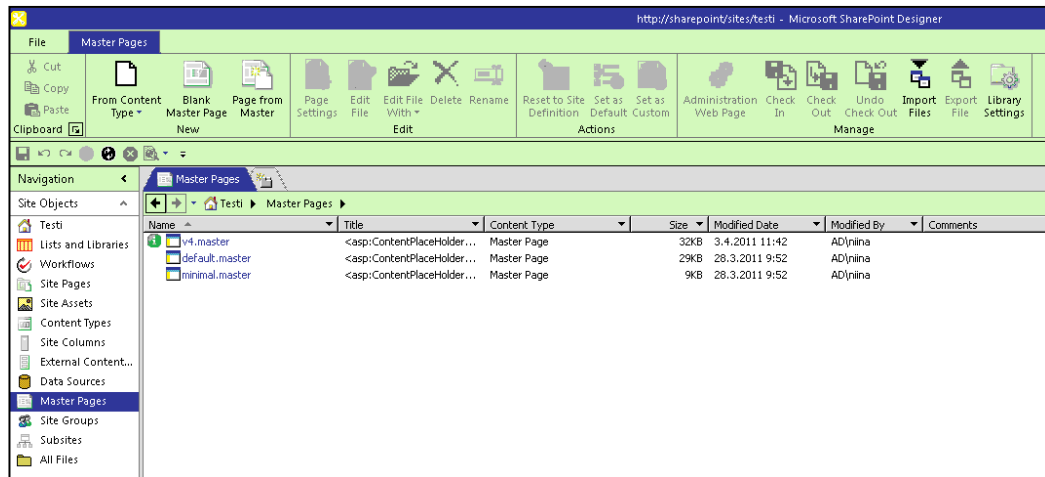 http://sharepoint/sites/testi - Microsoft SharePoint Designer
File Master Pages
Cut
Copy
Paste
Clipboard
From Content Type
Blank Master Page
Page from Master
New
Page Settings
Edit File
Edit File With
Delete
Rename
Edit
Reset to Site Definition
Set as Default
Set as Custom
Actions
Administration Web Page
Check In
Check Out
Undo Check Out
Import Files
Export File
Library Settings
Manage
Navigation
Master Pages
Site Objects
Testi Master Pages
Name Title Content Type Size Modified Date Modified By Comments
v4.master <asp:ContentPlaceHolder... Master Page 32KB 3.4.2011 11:42 AD\niina
default.master <asp:ContentPlaceHolder... Master Page 29KB 28.3.2011 9:52 AD\niina
minimal.master <asp:ContentPlaceHolder... Master Page 9KB 28.3.2011 9:52 AD\niina
Testi
Lists and Libraries
Workflows
Site Pages
Site Assets
Content Types
Site Columns
External Content...
Data Sources
Master Pages
Site Groups
Subsites
All Files